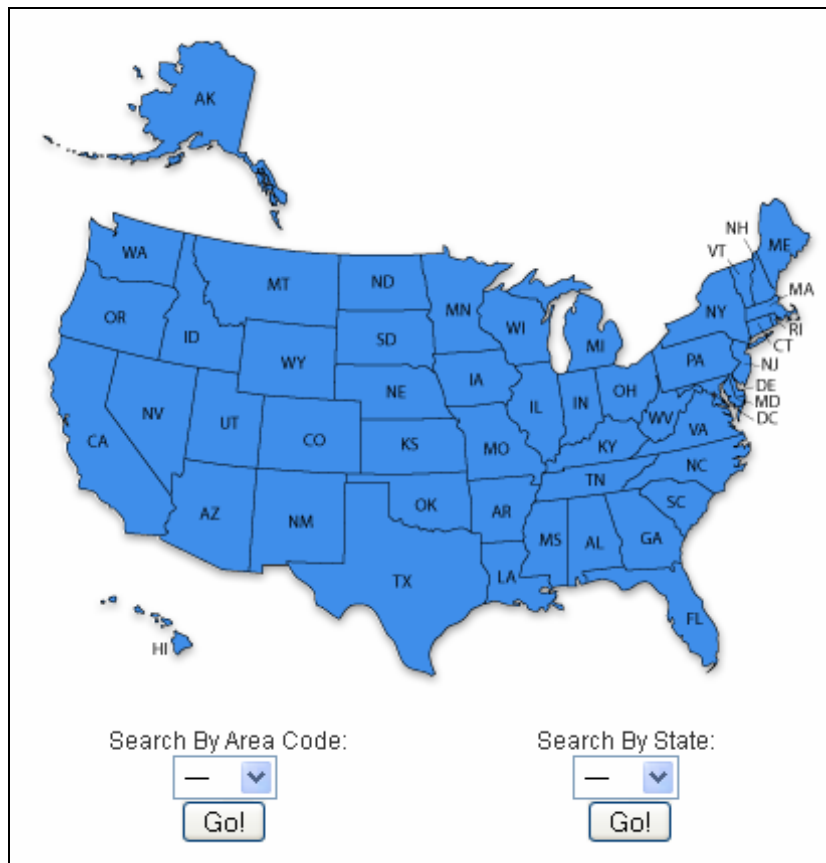 AK
NH
VT
ME
WA
MT
ND
MN
MA
OR
ID
SD
WI
NY
RI
CT
WY
MI
PA
NJ
IA
NE
DE
MD
DC
NV
UT
CO
IL
IN
OH
WV
VA
CA
KS
MO
KY
NC
TN
AZ
NM
OK
AR
SC
MS
AL
GA
TX
LA
FL
HI
Search By Area Code:
—
Go!
Search By State:
—
Go!